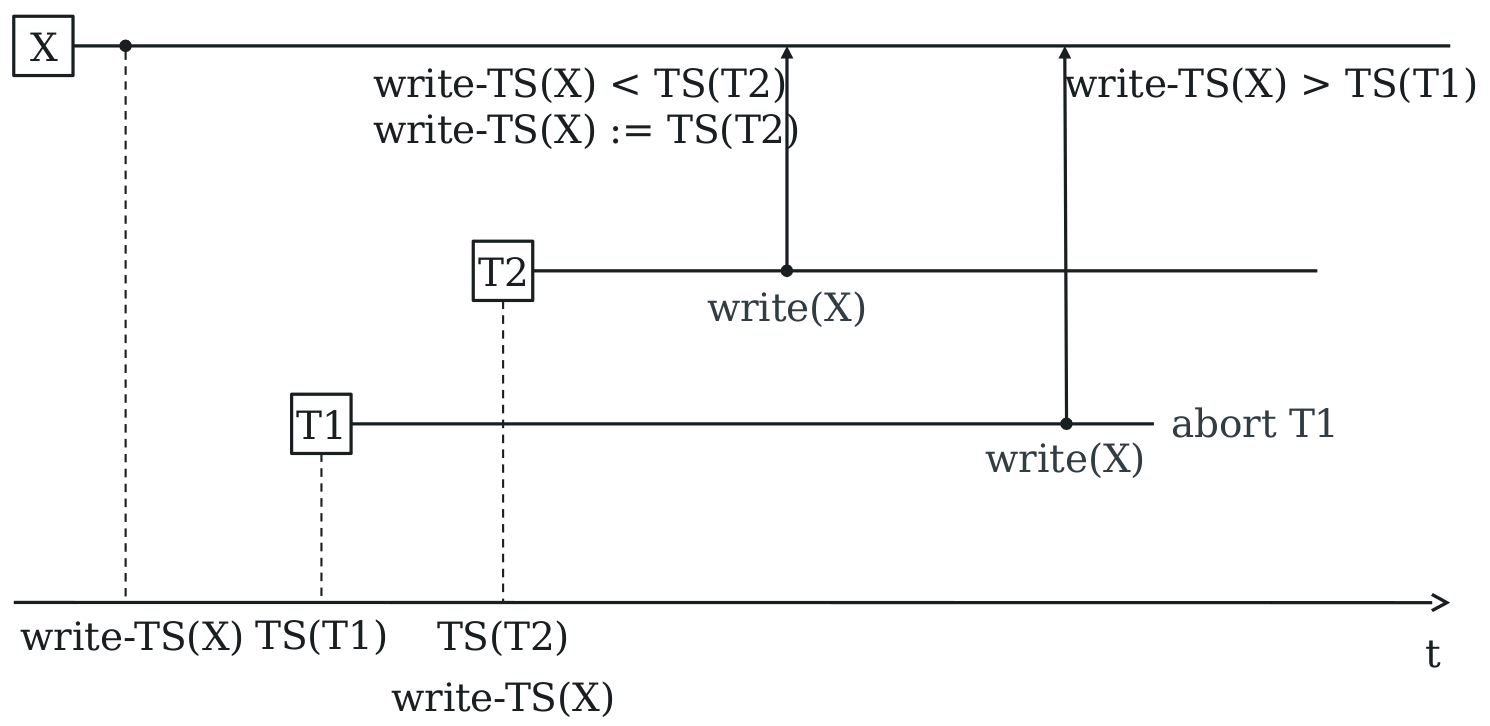 X
write-TS(X) < TS(T2)
write-TS(X) > TS(T1)
write-TS(X) := TS(T2)
T2
write(X)
T1
abort T1
write(X)
write-TS(X)
TS(T1)
TS(T2)
t
write-TS(X)